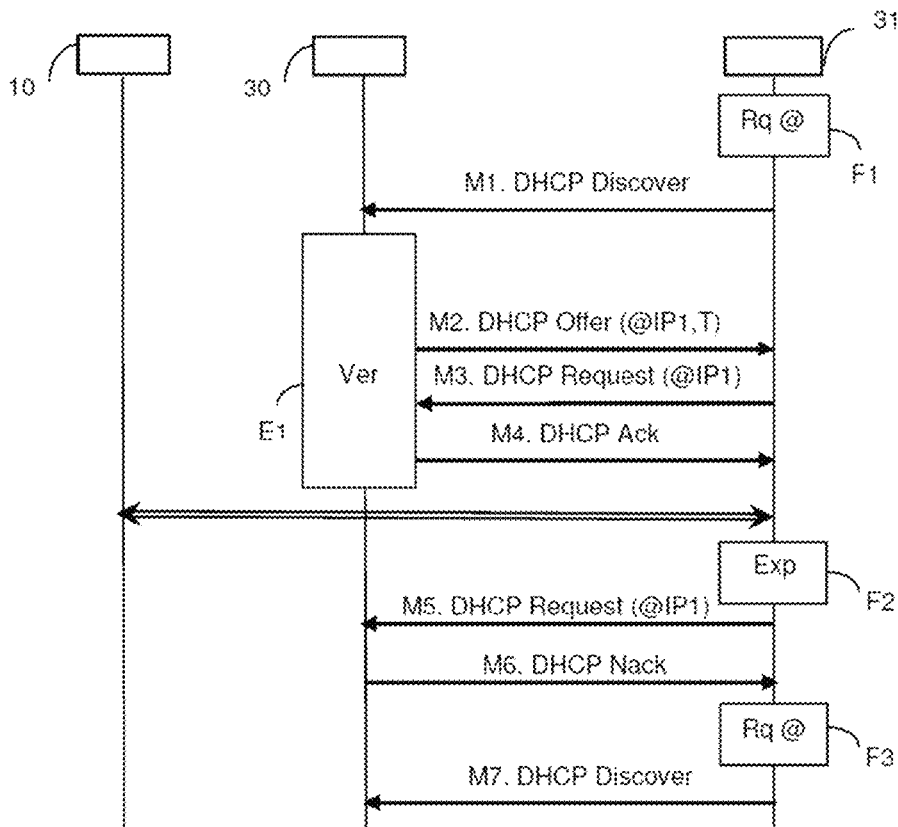 10
30
31
Rq @
F1
M1. DHCP Discover
M2. DHCP Offer (@IP1,T)
Ver
M3. DHCP Request (@IP1)
E1
M4. DHCP Ack
Exp
F2
M5. DHCP Request (@IP1)
M6. DHCP Nack
Rq @
F3
M7. DHCP Discover